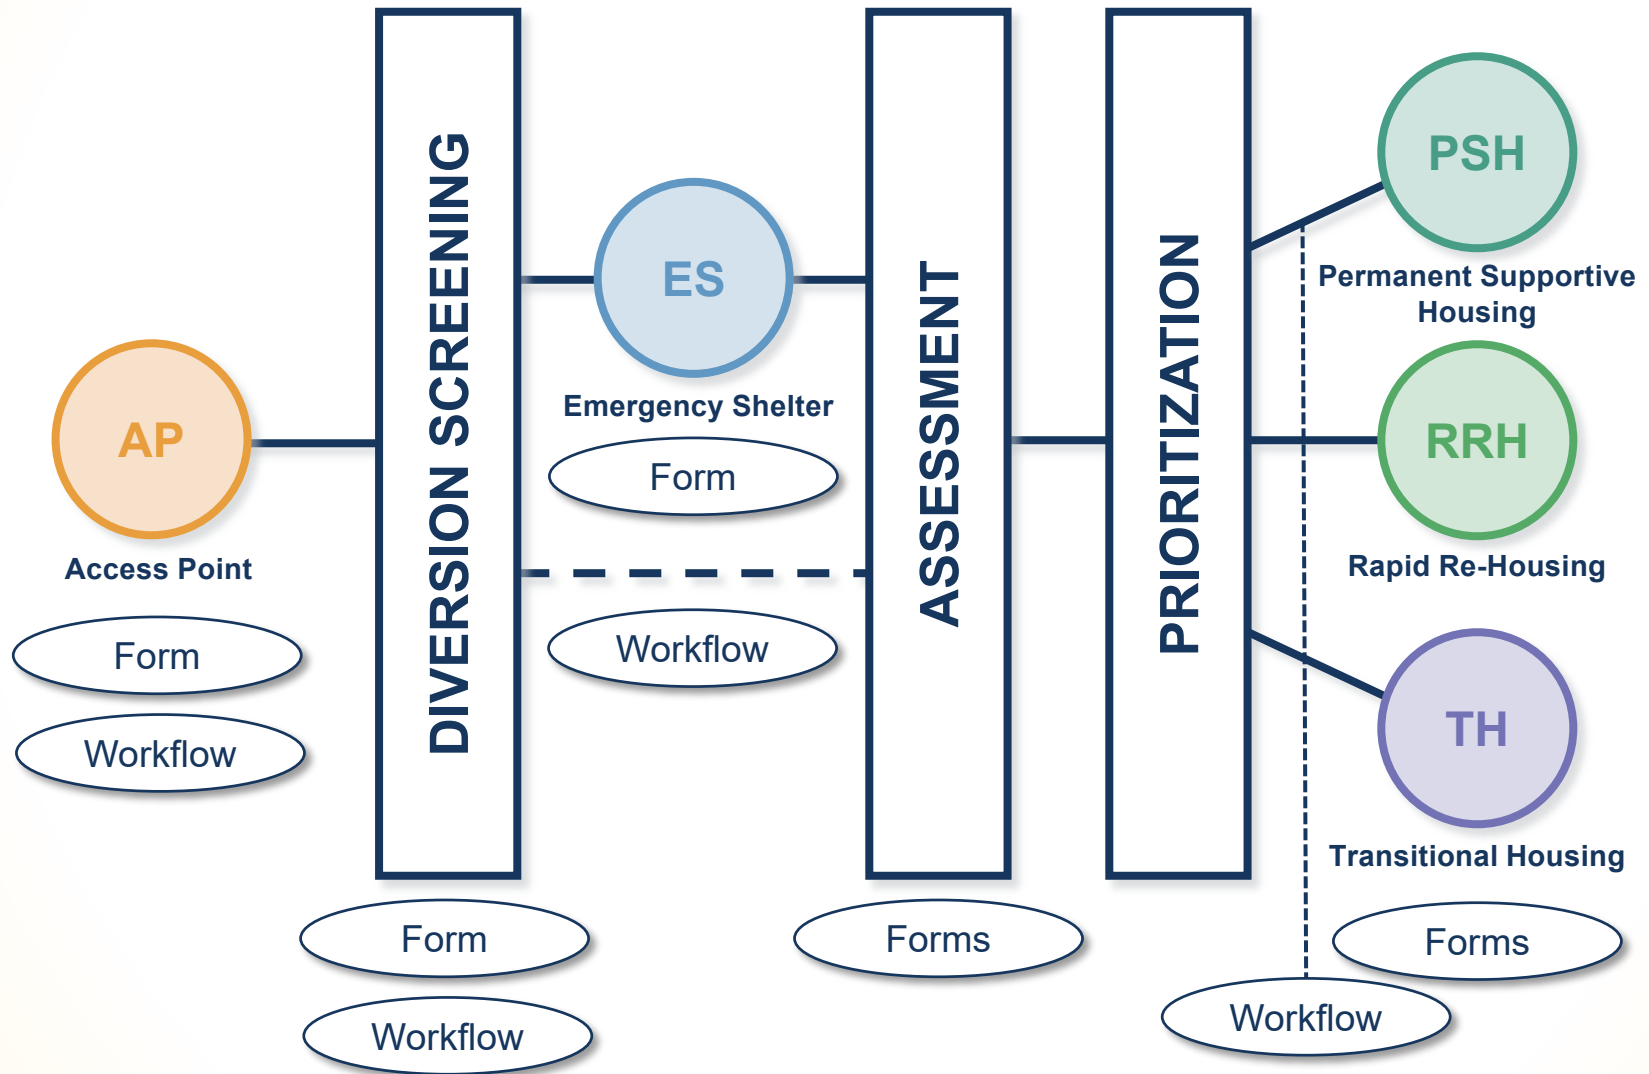 AP
Access Point
Form
Workflow
DIVERSION SCREENING
Form
Workflow
ES
Emergency Shelter
Form
Workflow
ASSESSMENT
Forms
PRIORITIZATION
PSH
Permanent Supportive
Housing
RRH
Rapid Re-Housing
TH
Transitional Housing
Forms
Workflow